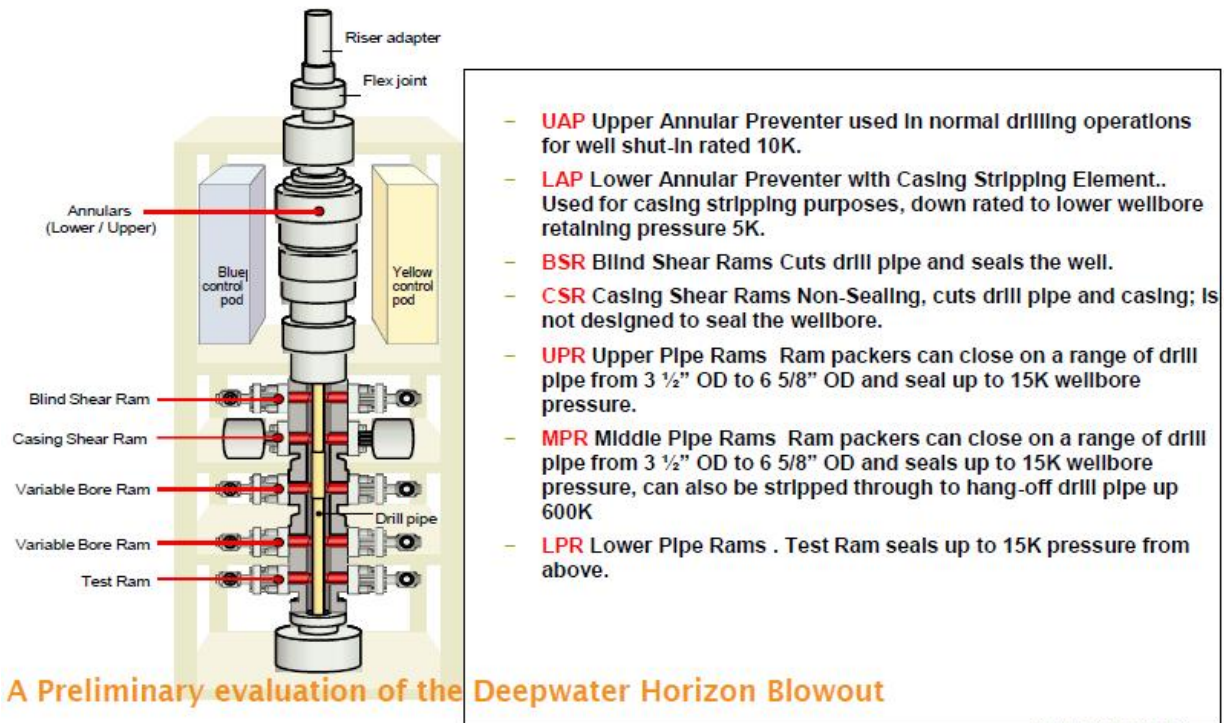 Riser adapter
Flex joint
Annulars
(Lower / Upper)
Blue
control
pod
Yellow
control
pod
Blind Shear Ram
Casing Shear Ram
Variable Bore Ram
Drill pipe
Variable Bore Ram
Test Ram
– UAP Upper Annular Preventer used in normal drilling operations
for well shut-in rated 10K.
– LAP Lower Annular Preventer with Casing Stripping Element..
Used for casing stripping purposes, down rated to lower wellbore
retaining pressure 5K.
– BSR Blind Shear Rams Cuts drill pipe and seals the well.
– CSR Casing Shear Rams Non-Sealing, cuts drill pipe and casing; is
not designed to seal the wellbore.
– UPR Upper Pipe Rams Ram packers can close on a range of drill
pipe from 3 ½” OD to 6 5/8” OD and seal up to 15K wellbore
pressure.
– MPR Middle Pipe Rams Ram packers can close on a range of drill
pipe from 3 ½” OD to 6 5/8” OD and seals up to 15K wellbore
pressure, can also be stripped through to hang-off drill pipe up
600K
– LPR Lower Pipe Rams . Test Ram seals up to 15K pressure from
above.
A Preliminary evaluation of the Deepwater Horizon Blowout